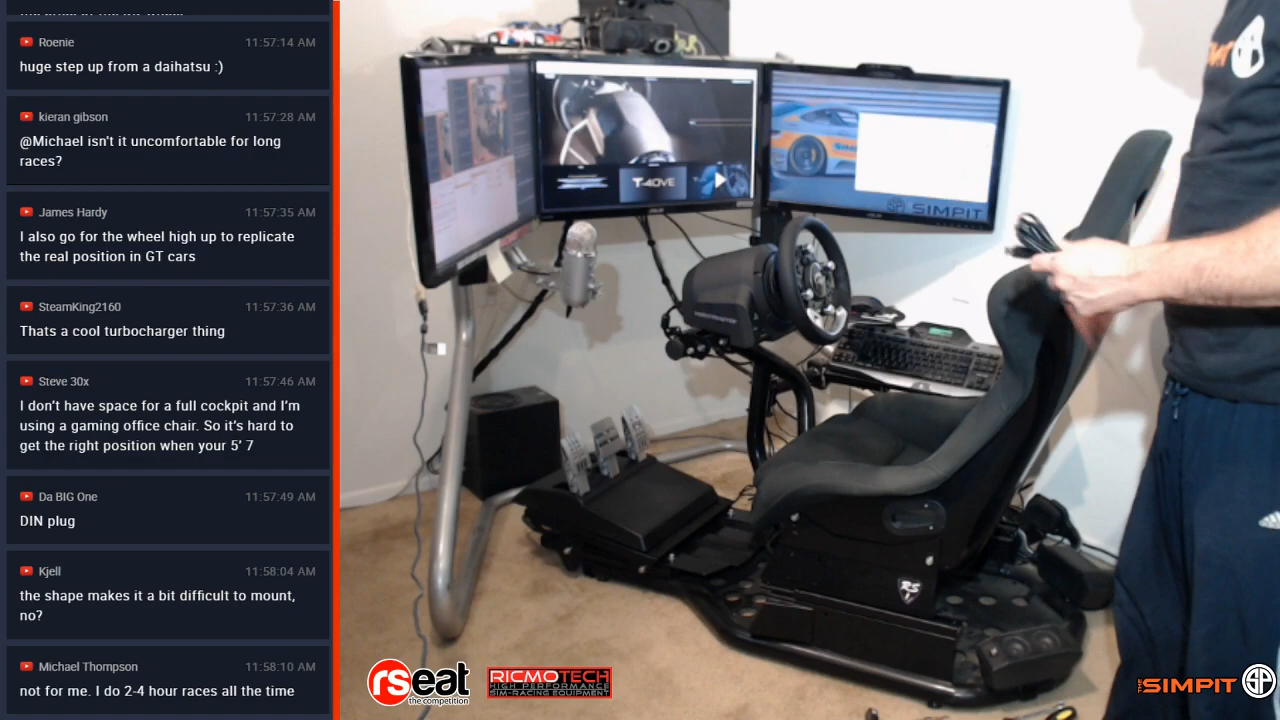 Roenie 11:57:14 AM
huge step up from a daihatsu :)
kieran gibson 11:57:28 AM
@Michael isn't it uncomfortable for long
races?
James Hardy 11:57:35 AM
I also go for the wheel high up to replicate
the real position in GT cars
SteamKing2160 11:57:36 AM
Thats a cool turbocharger thing
Steve 30x 11:57:46 AM
I don't hve space for a full cockpit and I'm
using a gaming office chair. So it's hard to
get the right position when your 5' 7
Da BIG One 11:57:49 AM
DIN plug
Kjell 11:58:04 AM
the shape makes it a bit difficult to mount,
no?
Michael Thompson 11:58:10 AM
not for me. I do 2-4 hour races all the time
T-40VE
SP SIMPIT
RS
rseat
the competition
RICMOTECH
HIGH PERFORMANCE
SIM-RACING EQUIPMENT
THE SIMPIT SP